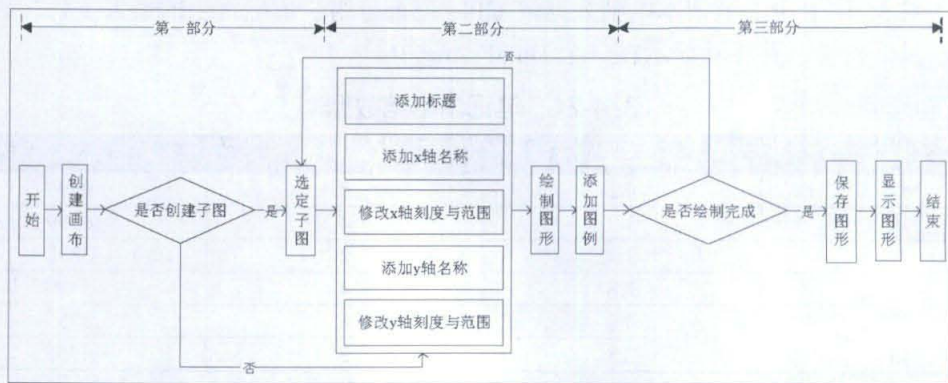 第一部分
第二部分
第三部分
开始
创建画布
是否创建子图
是
否
选定子图
添加标题
添加x轴名称
修改x轴刻度与范围
添加y轴名称
修改y轴刻度与范围
绘制图形
添加图例
是否绘制完成
否
是
保存图形
显示图形
结束